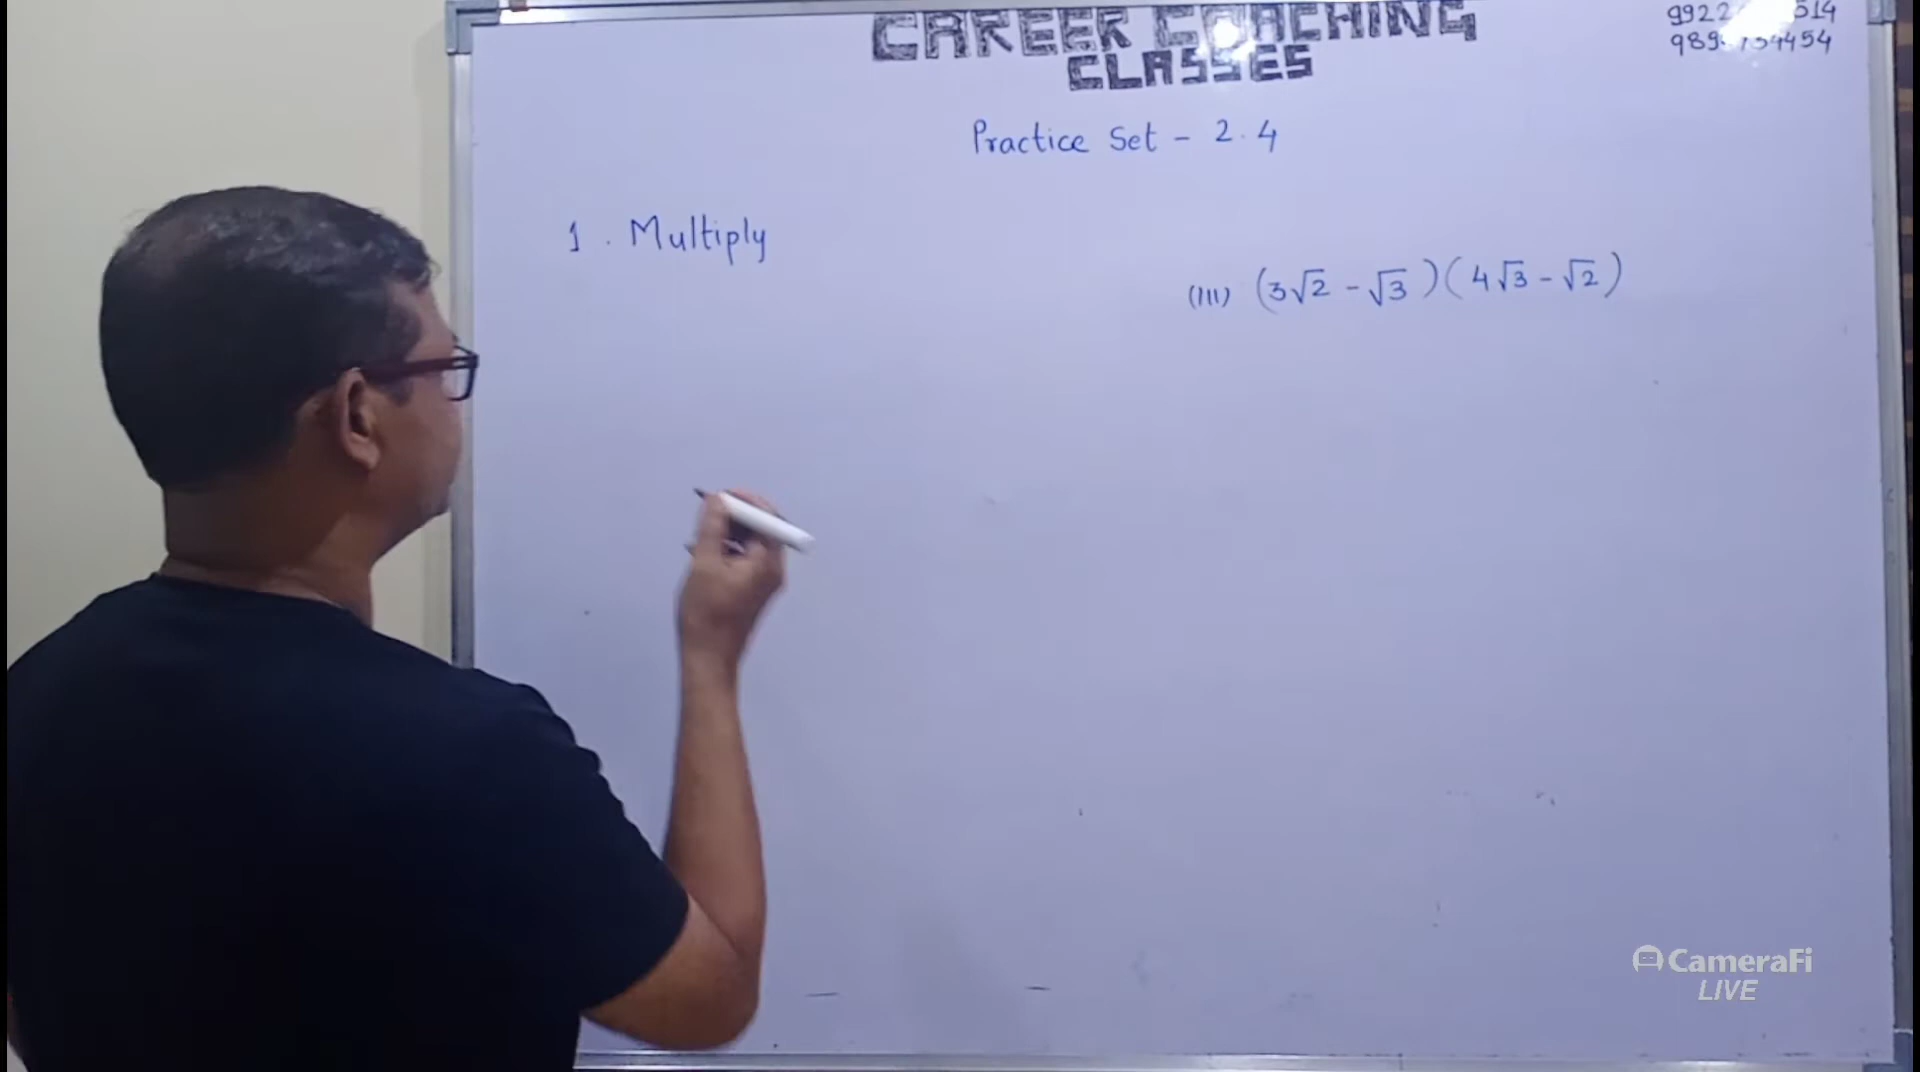 CAREER COACHING
CLASSES
Practice Set - 2.4
1. Multiply
(III) (3√2 - √3)(4√3 - √2)
CameraFi
LIVE